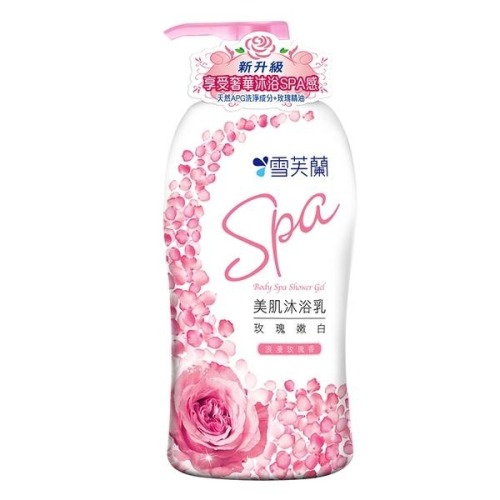 新升級
享受奢華沐浴SPA感
天然APG洗淨成分+玫瑰精油
雪芙蘭
Spa
Body Spa Shower Gel
美肌沐浴乳
玫瑰嫩白
浪漫玫瑰香